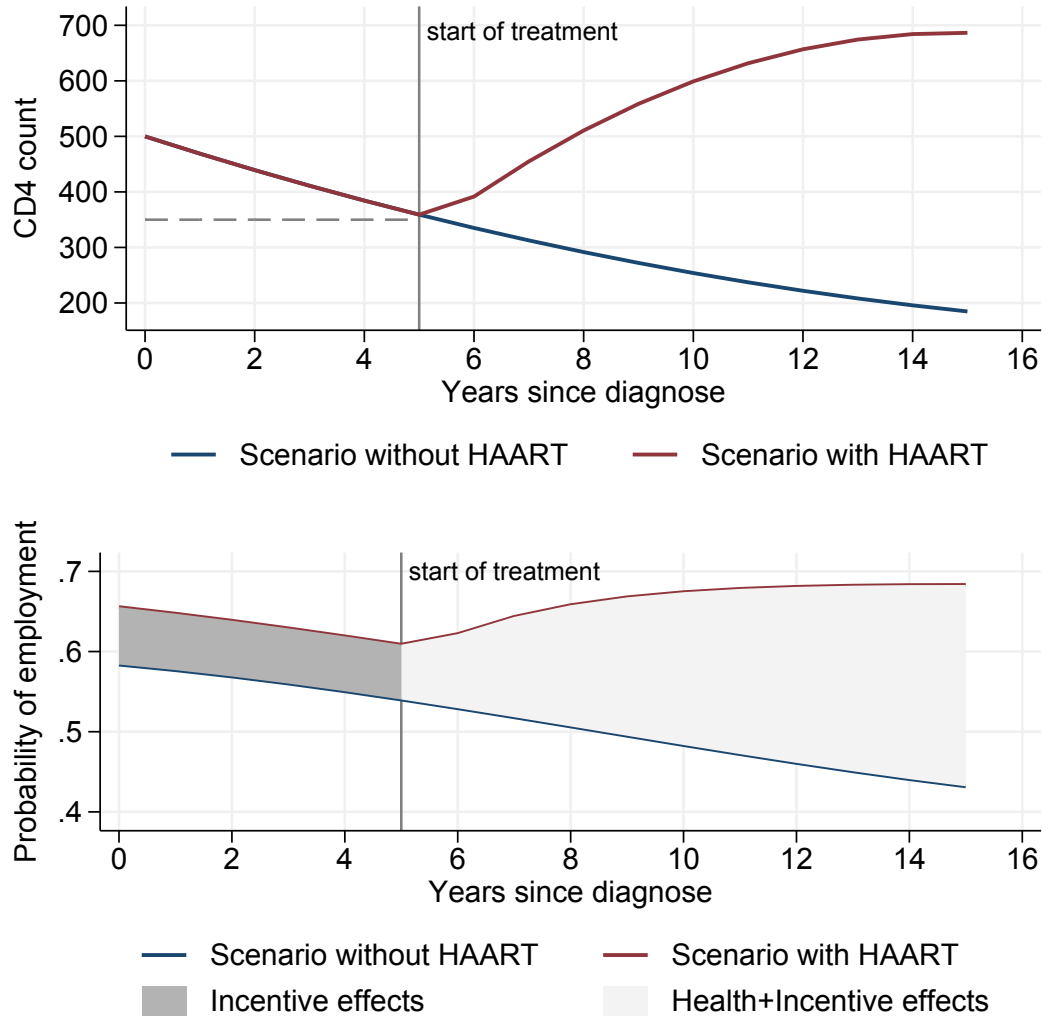 700
600
500
400
300
200
CD4 count
start of treatment
0 2 4 6 8 10 12 14 16
Years since diagnose
Scenario without HAART Scenario with HAART
.7
.6
.5
.4
Probability of employment
start of treatment
0 2 4 6 8 10 12 14 16
Years since diagnose
Scenario without HAART Scenario with HAART
Incentive effects Health+Incentive effects